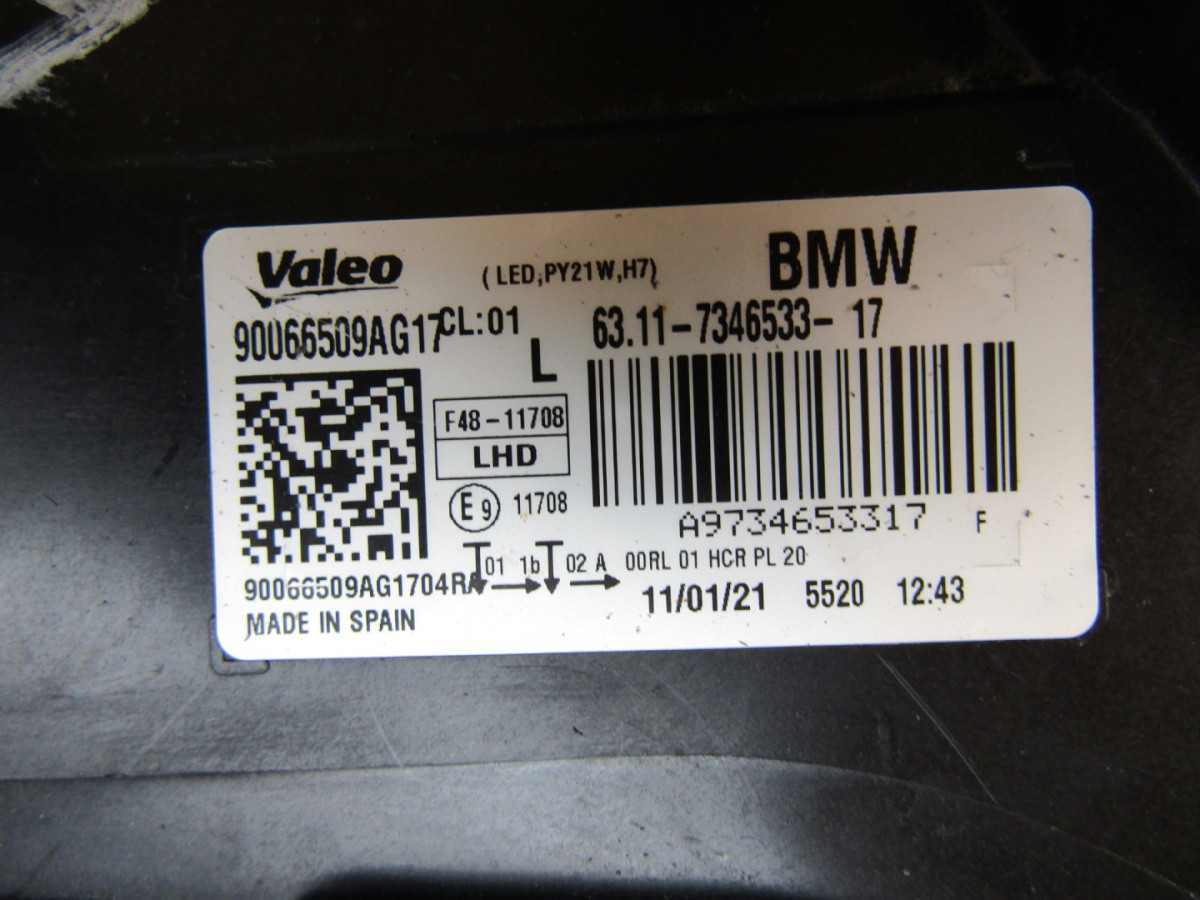 Valeo (LED,PY21W,H7) BMW
90066509AG17 CL:01 63.11-7346533- 17
L
F48-11708
LHD
E9 11708
A9734653317 F
01 1b 02 A 00RL 01 HCR PL 20
90066509AG1704RA
11/01/21 5520 12:43
MADE IN SPAIN